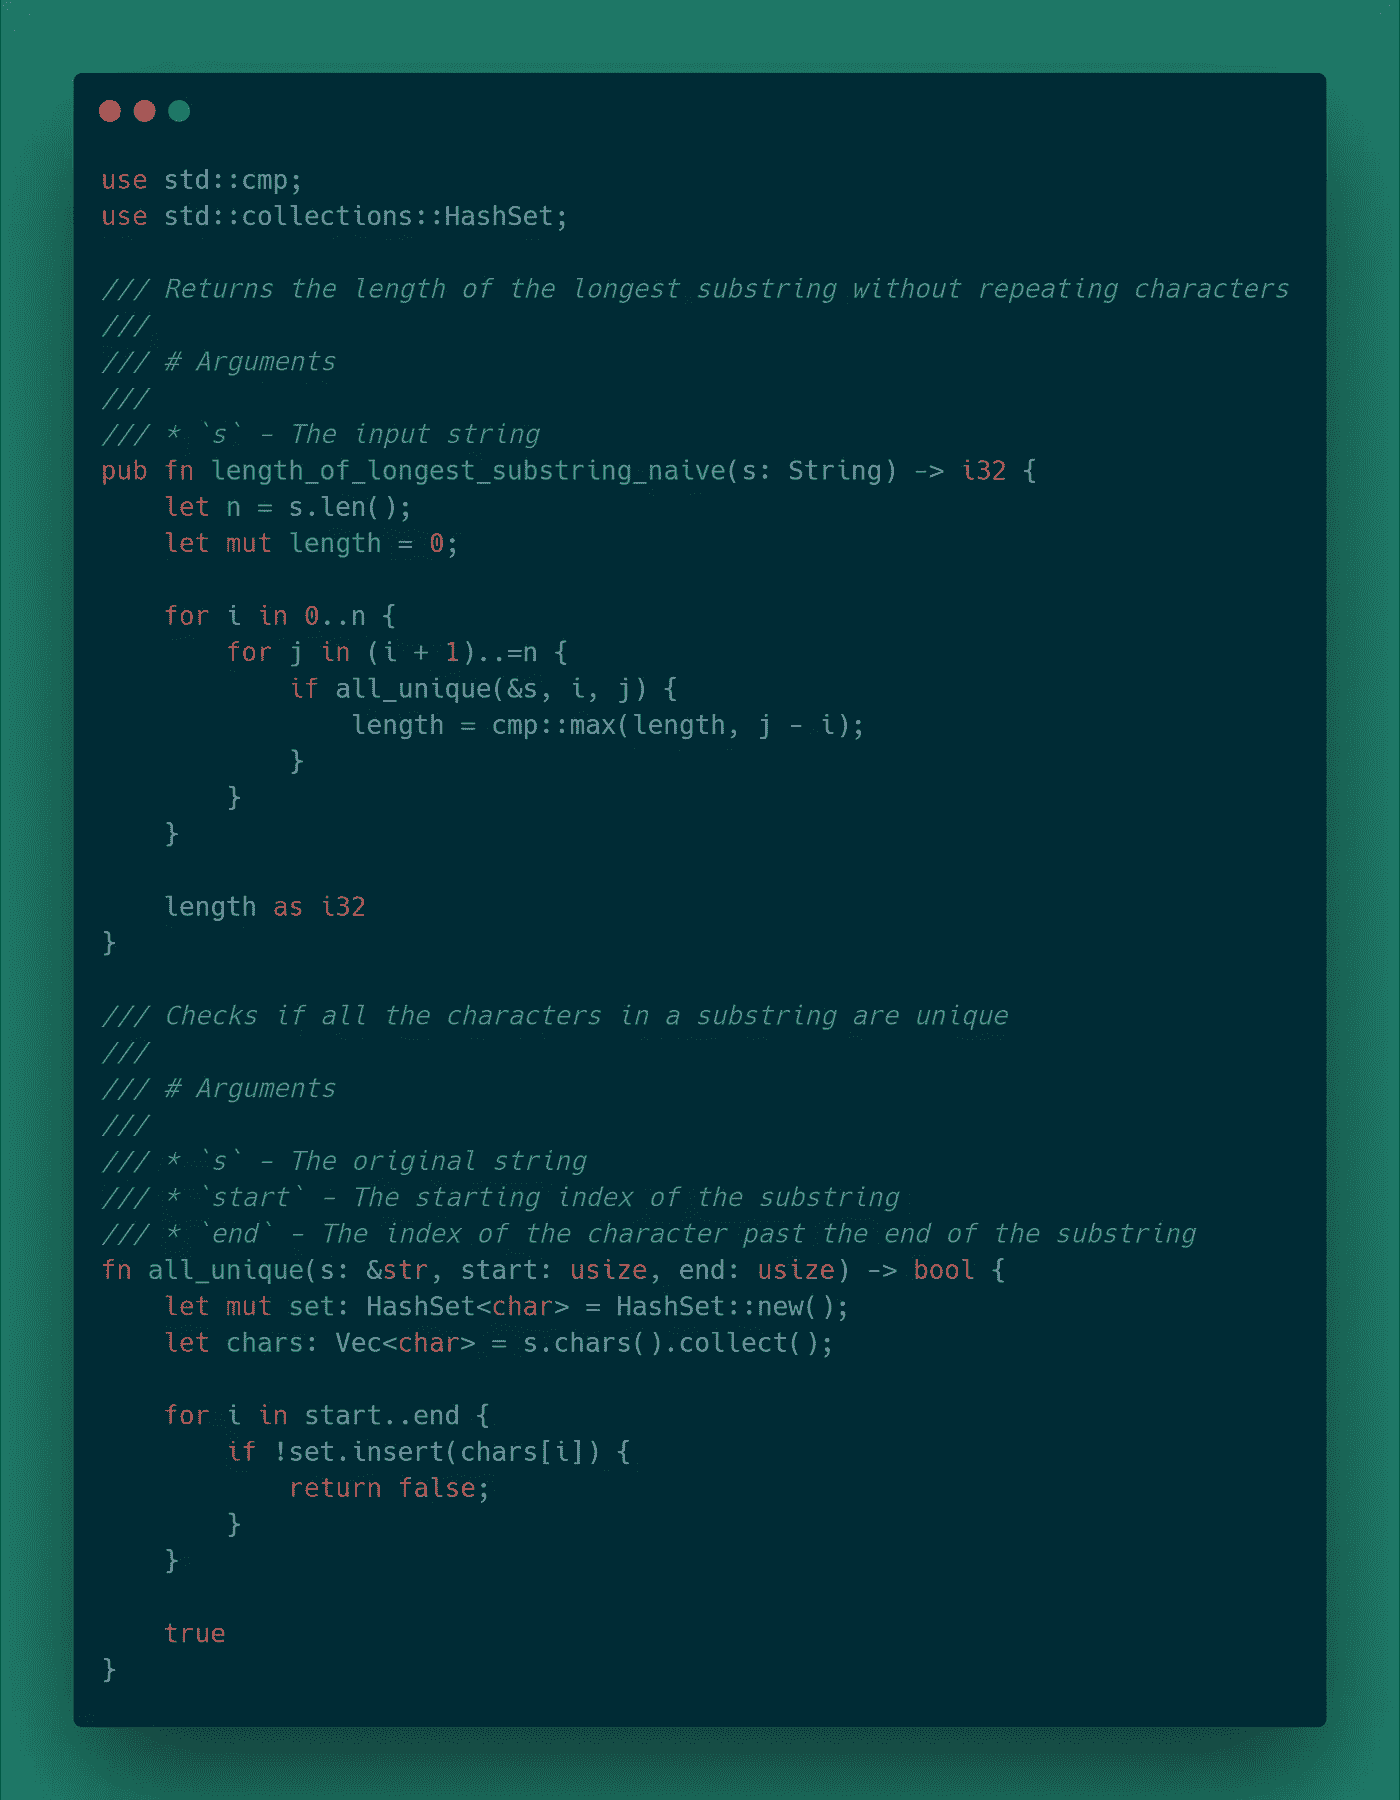 use std::cmp;
use std::collections::HashSet;

/// Returns the length of the longest substring without repeating characters
///
/// # Arguments
///
/// * `s` - The input string
pub fn length_of_longest_substring_naive(s: String) -> i32 {
    let n = s.len();
    let mut length = 0;

    for i in 0..n {
        for j in (i + 1)..=n {
            if all_unique(&s, i, j) {
                length = cmp::max(length, j - i);
            }
        }
    }

    length as i32
}

/// Checks if all the characters in a substring are unique
///
/// # Arguments
///
/// * `s` - The original string
/// * `start` - The starting index of the substring
/// * `end` - The index of the character past the end of the substring
fn all_unique(s: &str, start: usize, end: usize) -> bool {
    let mut set: HashSet<char> = HashSet::new();
    let chars: Vec<char> = s.chars().collect();

    for i in start..end {
        if !set.insert(chars[i]) {
            return false;
        }
    }

    true
}